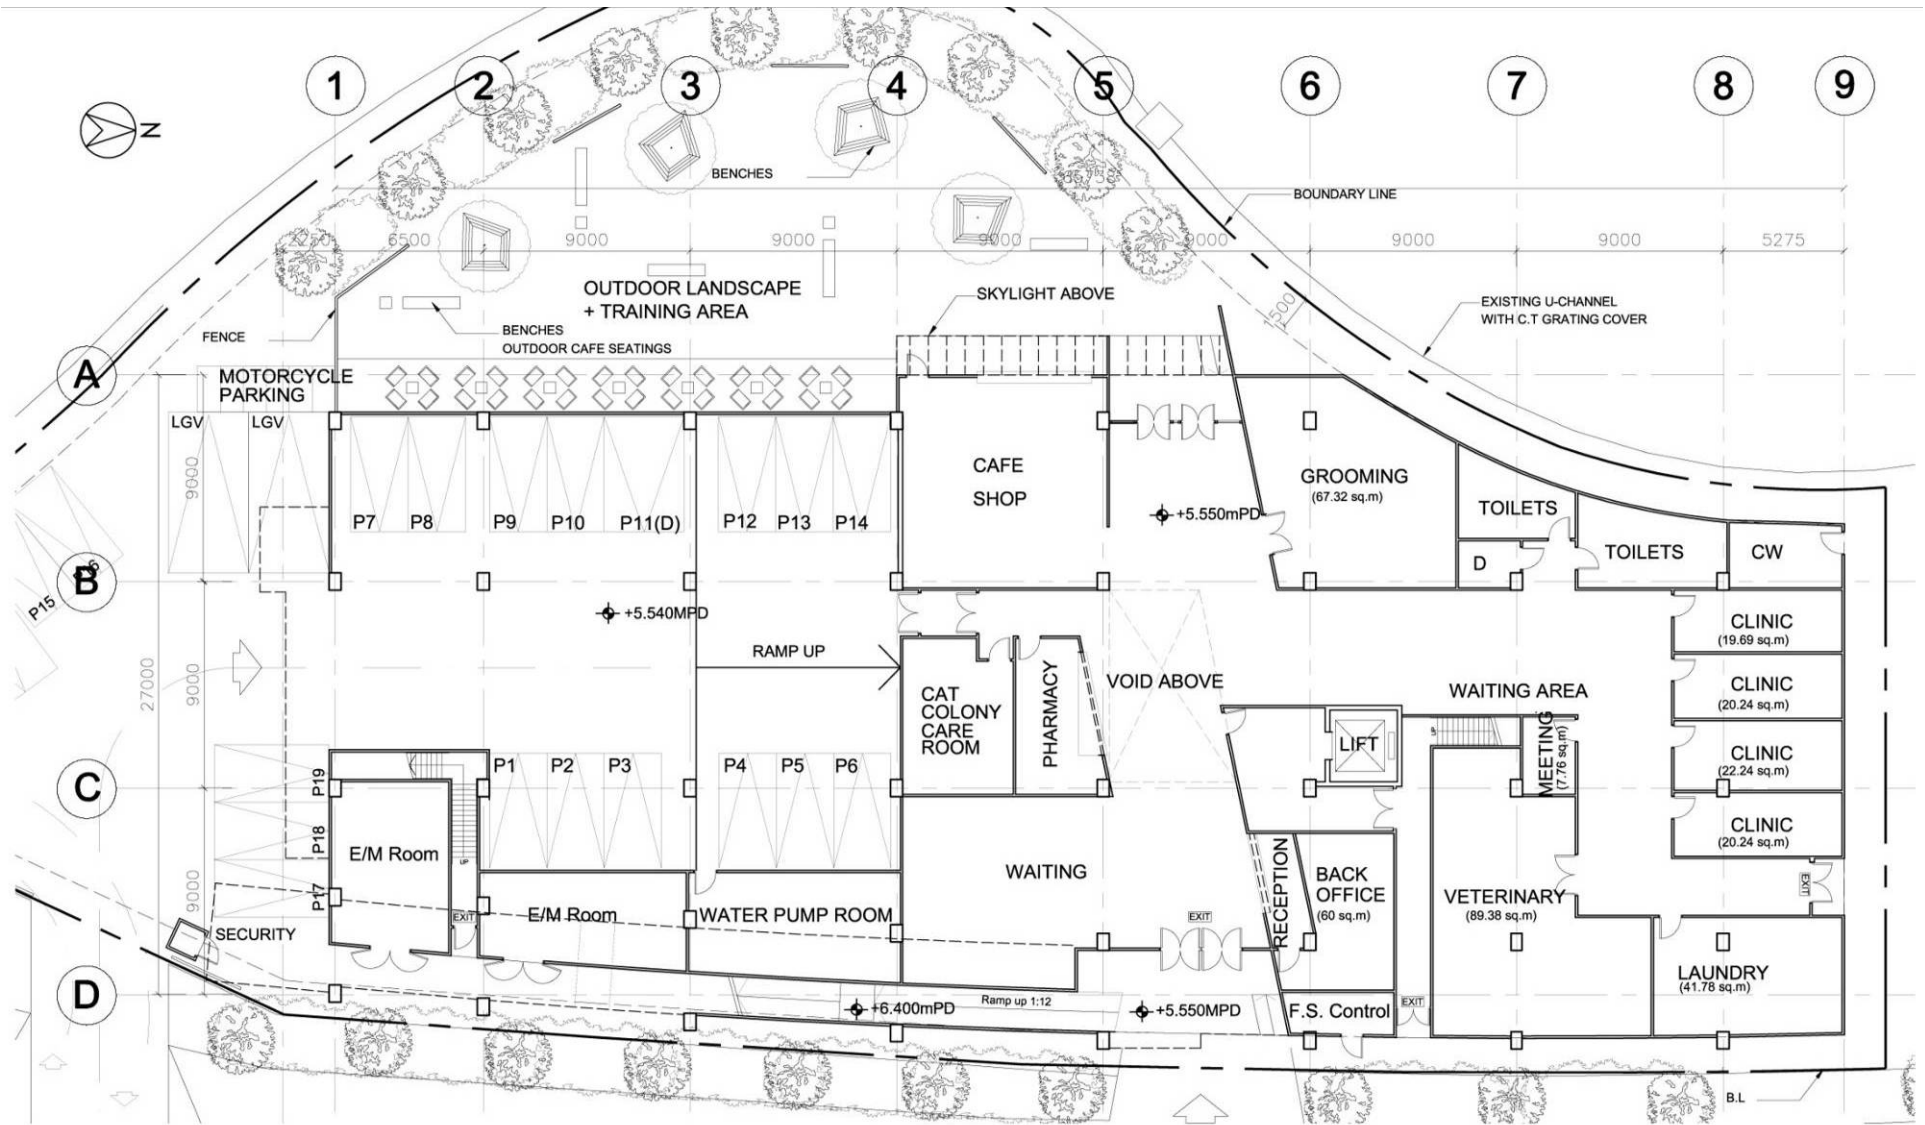 1
2
3
4
5
6
7
8
9
N
BENCHES
BOUNDARY LINE
6500
9000
9000
9000
9000
9000
9000
5275
OUTDOOR LANDSCAPE
+ TRAINING AREA
SKYLIGHT ABOVE
EXISTING U-CHANNEL
WITH C.T GRATING COVER
FENCE
BENCHES
OUTDOOR CAFE SEATINGS
A
MOTORCYCLE
PARKING
LGV
LGV
9000
CAFE
SHOP
GROOMING
(67.32 sq.m)
P7
P8
P9
P10
P11(D)
P12
P13
P14
+5.550mPD
TOILETS
TOILETS
CW
D
B
P15
+5.540MPD
CLINIC
(19.69 sq.m)
RAMP UP
27000
9000
CAT
COLONY
CARE
ROOM
PHARMACY
VOID ABOVE
WAITING AREA
CLINIC
(20.24 sq.m)
LIFT
UP
MEETING
(7.76 sq.m)
CLINIC
(22.24 sq.m)
P1
P2
P3
P4
P5
P6
C
P19
P18
P17
CLINIC
(20.24 sq.m)
E/M Room
UP
WAITING
RECEPTION
BACK
OFFICE
(60 sq.m)
VETERINARY
(89.38 sq.m)
EXIT
9000
SECURITY
EXIT
E/M Room
WATER PUMP ROOM
EXIT
LAUNDRY
(41.78 sq.m)
D
+6.400mPD
Ramp up 1:12
+5.550MPD
F.S. Control
EXIT
B.L